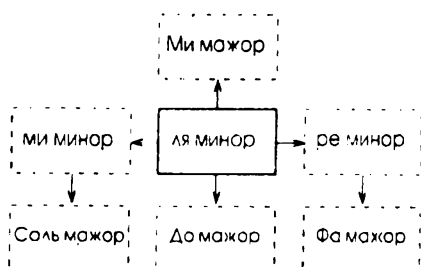 Ми мажор
ми минор
ля минор
ре минор
Соль мажор
До мажор
Фа мажор